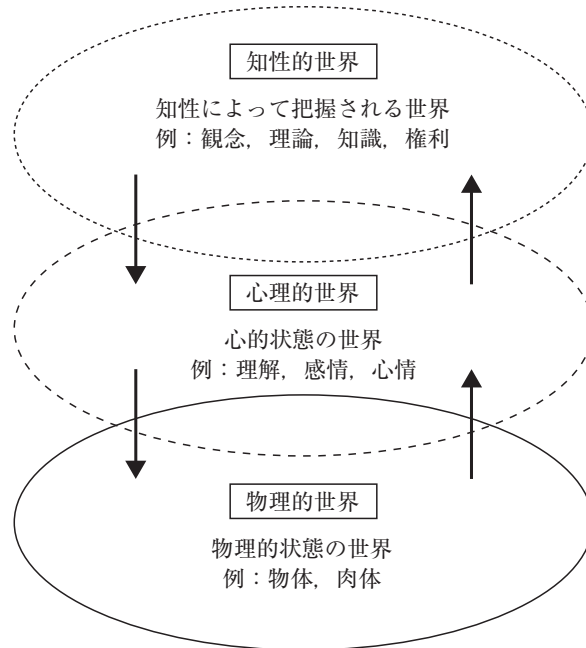 知性的世界
知性によって把握される世界
例：観念，理論，知識，権利
心理的世界
心的状態の世界
例：理解，感情，心情
物理的世界
物理的状態の世界
例：物体，肉体